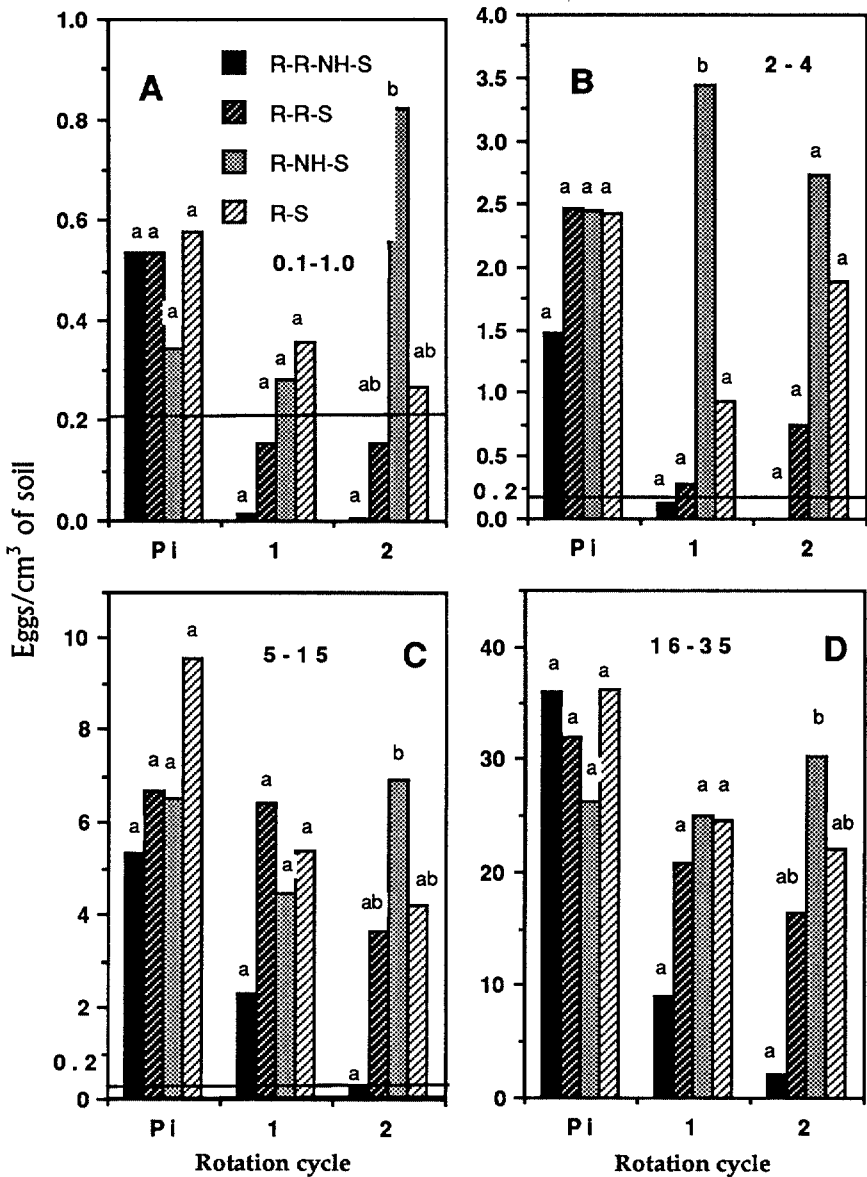 Eggs/cm³ of soil
A
R-R-NH-S
R-R-S
R-NH-S
R-S
0.1-1.0
1.0
0.8
0.6
0.4
0.2
0.0
a a a a
a a a a
a ab b ab
Pi 1 2
B
2 - 4
4.0
3.5
3.0
2.5
2.0
1.5
1.0
0.5
0.2
0.0
a a a a
a a b a
a a a a
Pi 1 2
C
5 - 15
10
8
6
4
2
0.2
0
a a a a
a a a a
a ab b ab
Pi 1 2
Rotation cycle
D
16-35
40
30
20
10
0
a a a a
a a a a
a ab b ab
Pi 1 2
Rotation cycle